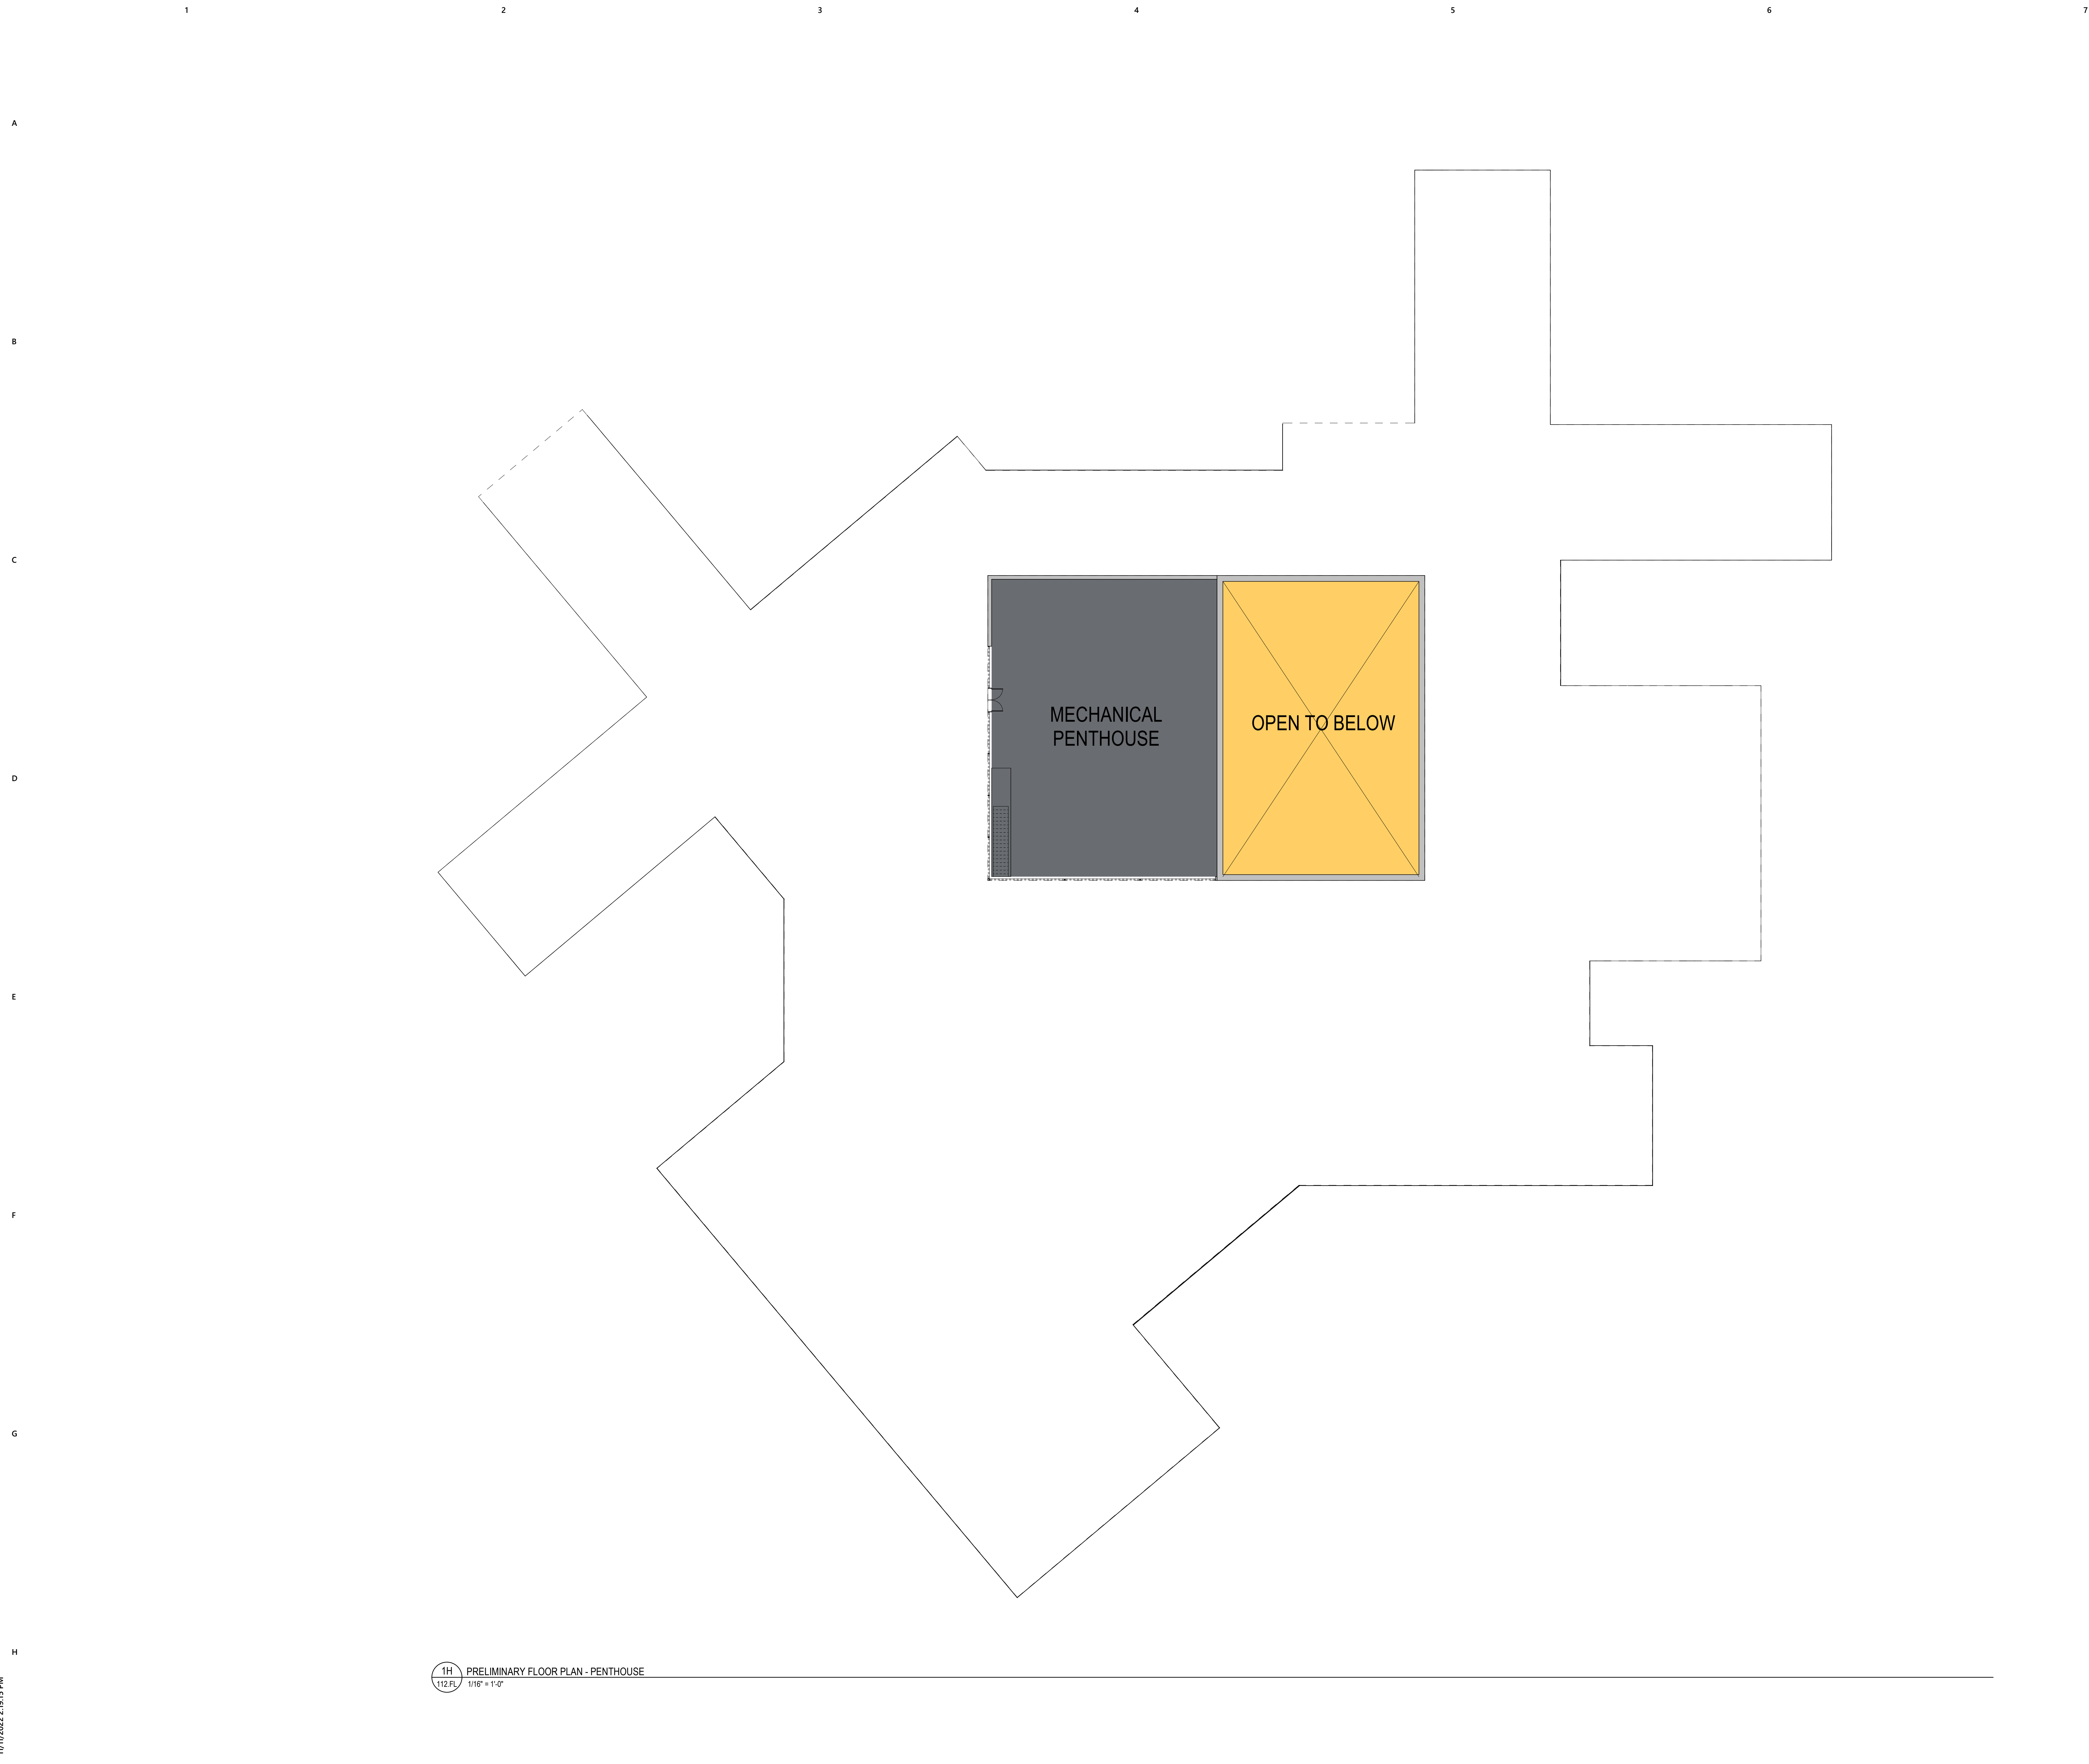 1 2 3 4 5 6 7
A
B
C
MECHANICAL
PENTHOUSE
OPEN TO BELOW
D
E
F
G
H
1H PRELIMINARY FLOOR PLAN - PENTHOUSE
112.FL 1/16" = 1'-0"